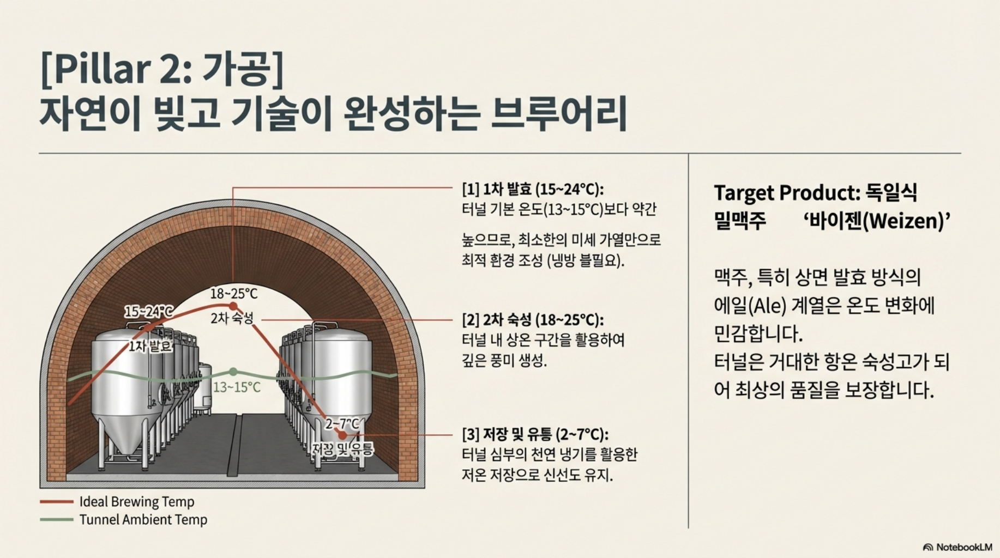 [Pillar 2: 가공]
자연이 빚고 기술이 완성하는 브루어리
[1] 1차 발효 (15~24°C):
터널 기본 온도(13~15°C)보다 약간
높으므로, 최소한의 미세 가열만으로
최적 환경 조성 (냉방 불필요).
[2] 2차 숙성 (18~25°C):
터널 내 상온 구간을 활용하여
깊은 풍미 생성.
[3] 저장 및 유통 (2~7°C):
터널 심부의 천연 냉기를 활용한
저온 저장으로 신선도 유지.
18~25°C
2차 숙성
15~24°C
1차 발효
13~15°C
2~7°C
저장 및 유통
Ideal Brewing Temp
Tunnel Ambient Temp
Target Product: 독일식
밀맥주 ‘바이젠(Weizen)’
맥주, 특히 상면 발효 방식의
에일(Ale) 계열은 온도 변화에
민감합니다.
터널은 거대한 항온 숙성고가 되
어 최상의 품질을 보장합니다.
NotebookLM